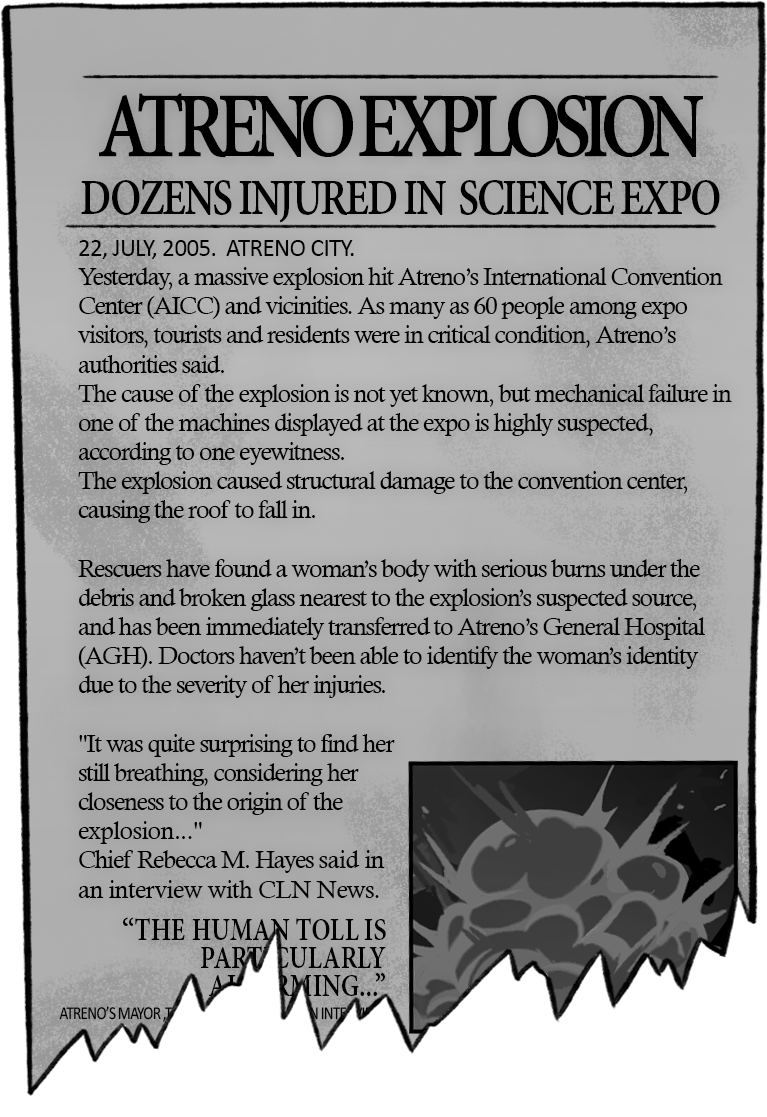 ATRENO EXPLOSION
DOZENS INJURED IN SCIENCE EXPO
22, JULY, 2005. ATRENO CITY.
Yesterday, a massive explosion hit Atreno's International Convention
Center (AICC) and vicinities. As many as 60 people among expo
visitors, tourists and residents were in critical condition, Atreno's
authorities said.
The cause of the explosion is not yet known, but mechanical failure in
one of the machines displayed at the expo is highly suspected,
according to one eyewitness.
The explosion caused structural damage to the convention center,
causing the roof to fall in.
Rescuers have found a woman's body with serious burns under the
debris and broken glass nearest to the explosion's suspected source,
and has been immediately transferred to Atreno's General Hospital
(AGH). Doctors haven't been able to identify the woman's identity
due to the severity of her injuries.
"It was quite surprising to find her
still breathing, considering her
closeness to the origin of the
explosion..."
Chief Rebecca M. Hayes said in
an interview with CLN News.
“THE HUMAN TOLL IS
PARTICULARLY
ATRENO'S MAYOR